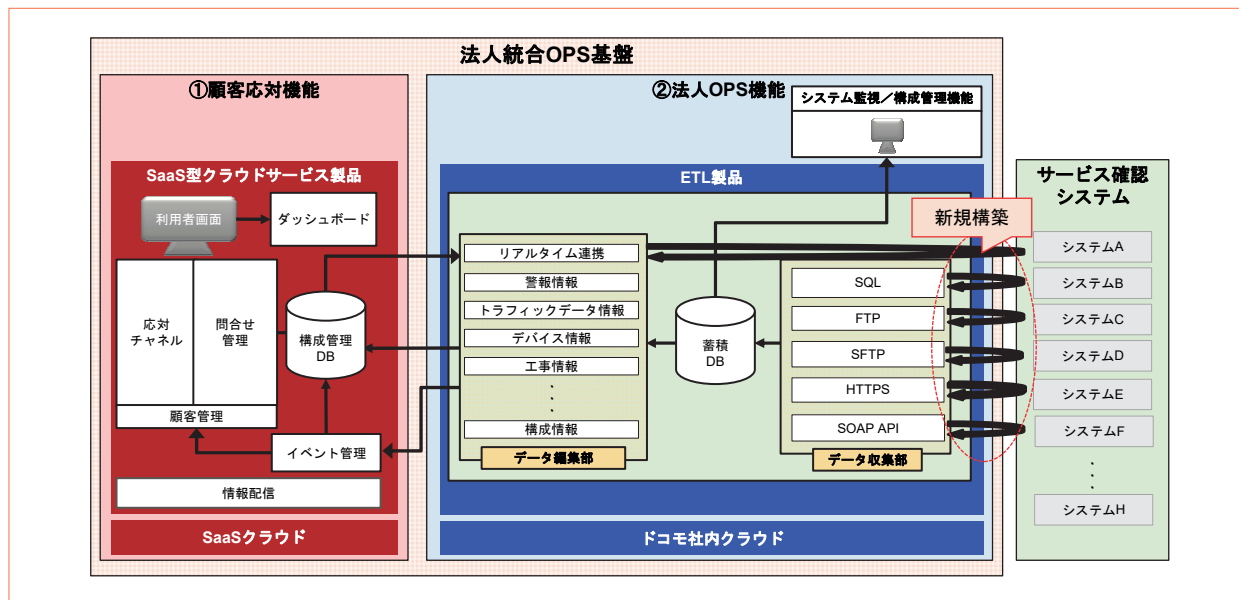 法人統合OPS基盤
①顧客応対機能
SaaS型クラウドサービス製品
利用者画面
ダッシュボード
応対
チャネル
問合せ
管理
顧客管理
構成管理
DB
イベント管理
情報配信
SaaSクラウド
②法人OPS機能
システム監視／構成管理機能
ETL製品
リアルタイム連携
警報情報
トラフィックデータ情報
デバイス情報
工事情報
・
・
・
構成情報
データ編集部
蓄積
DB
SQL
FTP
SFTP
HTTPS
SOAP API
データ収集部
ドコモ社内クラウド
新規構築
サービス確認
システム
システムA
システムB
システムC
システムD
システムE
システムF
・
・
・
システムH